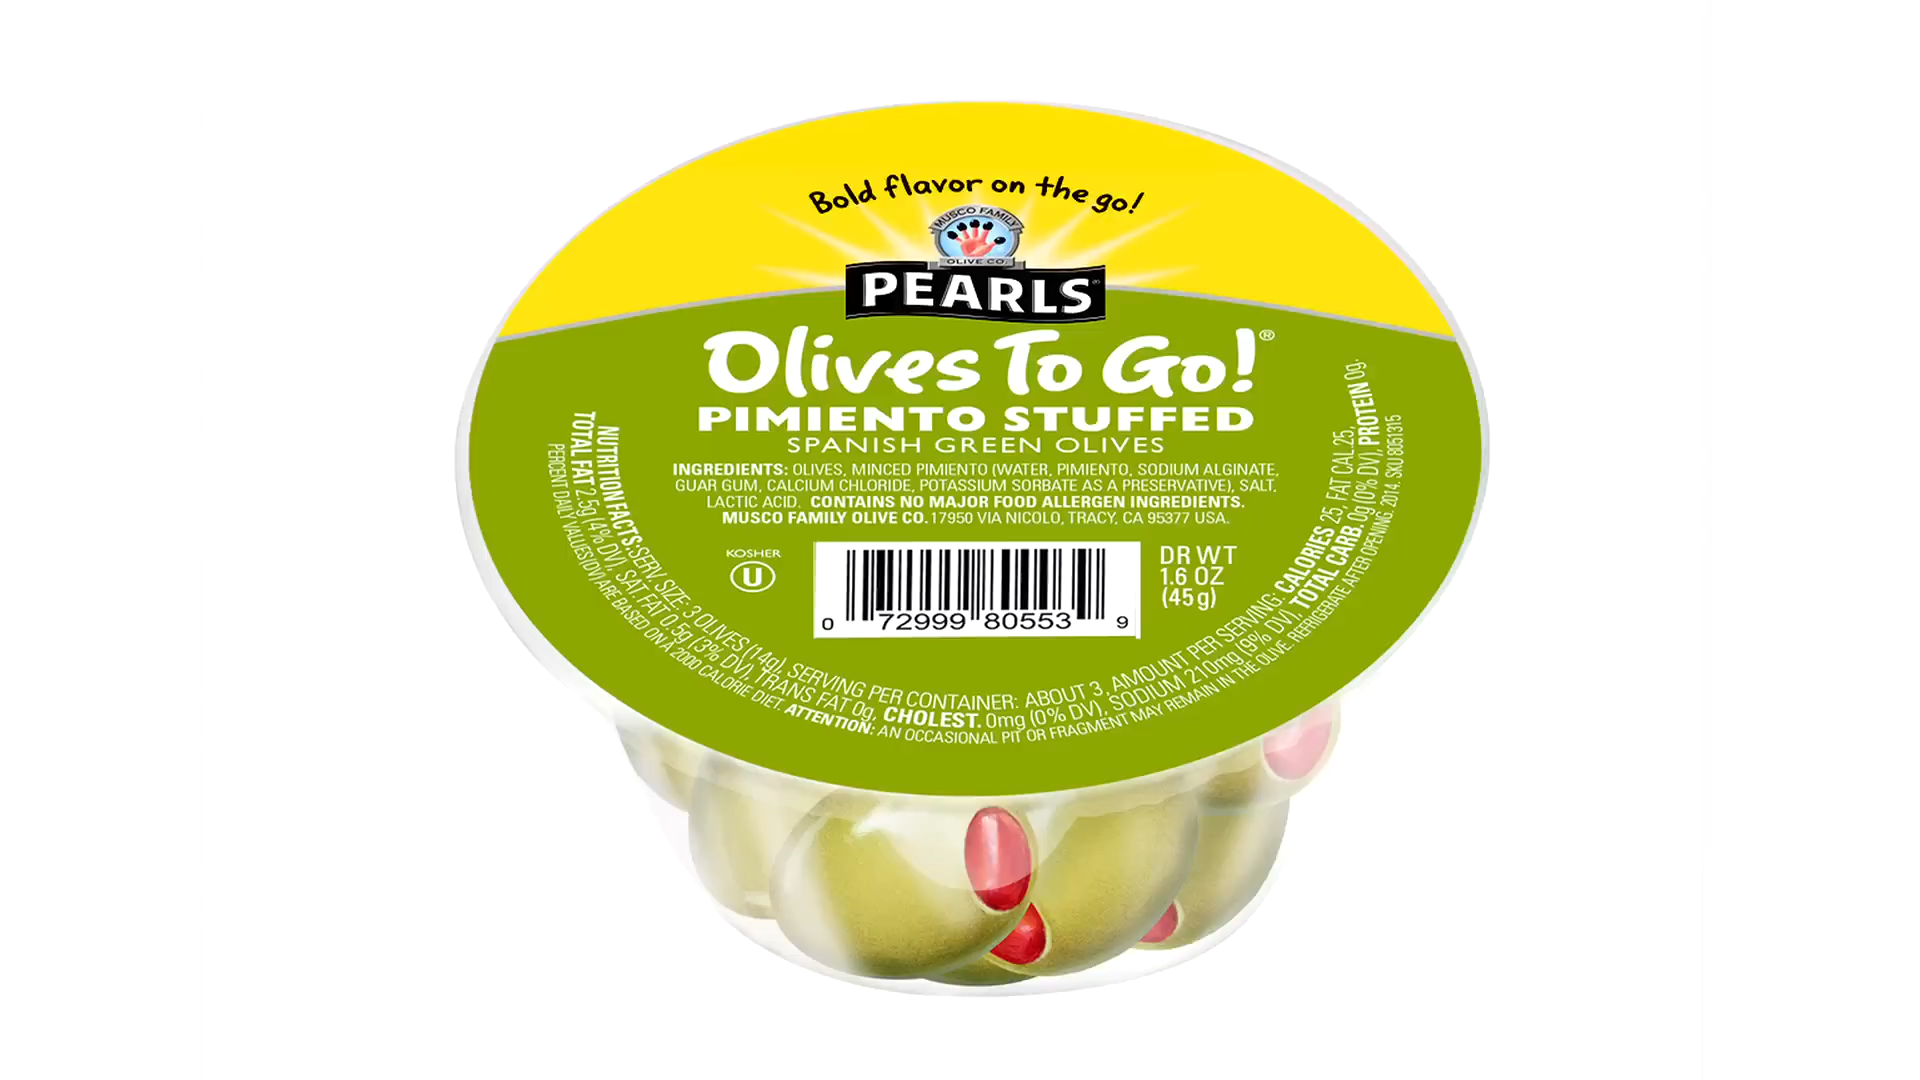 Bold flavor on the go!
MUSCO FAMILY
OLIVE CO.
PEARLS®
Olives To Go!®
PIMIENTO STUFFED
SPANISH GREEN OLIVES
INGREDIENTS: OLIVES, MINCED PIMIENTO (WATER, PIMIENTO, SODIUM ALGINATE,
GUAR GUM, CALCIUM CHLORIDE, POTASSIUM SORBATE AS A PRESERVATIVE), SALT,
LACTIC ACID. CONTAINS NO MAJOR FOOD ALLERGEN INGREDIENTS.
MUSCO FAMILY OLIVE CO. 17950 VIA NICOLO, TRACY, CA 95377 USA.
KOSHER
U
0 72999 80553 9
DR WT
1.6 OZ
(45g)
NUTRITION FACTS: SERV. SIZE: 3 OLIVES (14g), SERVING PER CONTAINER: ABOUT 3, AMOUNT PER SERVING: CALORIES 25, FAT CAL 25,
TOTAL FAT 2.5g (4% DV), SAT. FAT 0.5g (3% DV), TRANS FAT 0g, CHOLEST. 0mg (0% DV), SODIUM 210mg (9% DV), TOTAL CARB. 0g (0% DV), PROTEIN 0g.
PERCENT DAILY VALUES (DV) ARE BASED ON A 2000 CALORIE DIET. ATTENTION: AN OCCASIONAL PIT OR FRAGMENT MAY REMAIN IN THE OLIVE. REFRIGERATE AFTER OPENING. 2014. SKU 8051315